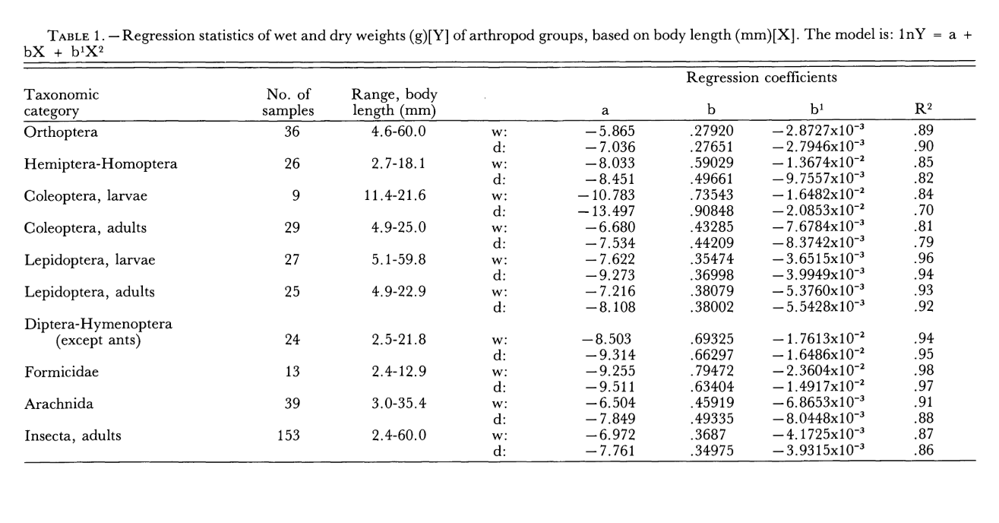 TABLE 1. — Regression statistics of wet and dry weights (g)[Y] of arthropod groups, based on body length (mm)[X]. The model is: 1nY = a +
bX + b¹X²
Regression coefficients
Taxonomic No. of Range, body
category samples length (mm) a b b¹ R²
Orthoptera 36 4.6-60.0 w: −5.865 .27920 −2.8727x10⁻³ .89
d: −7.036 .27651 −2.7946x10⁻³ .90
Hemiptera-Homoptera 26 2.7-18.1 w: −8.033 .59029 −1.3674x10⁻² .85
d: −8.451 .49661 −9.7557x10⁻³ .82
Coleoptera, larvae 9 11.4-21.6 w: −10.783 .73543 −1.6482x10⁻² .84
d: −13.497 .90848 −2.0853x10⁻² .70
Coleoptera, adults 29 4.9-25.0 w: −6.680 .43285 −7.6784x10⁻³ .81
d: −7.534 .44209 −8.3742x10⁻³ .79
Lepidoptera, larvae 27 5.1-59.8 w: −7.622 .35474 −3.6515x10⁻³ .96
d: −9.273 .36998 −3.9949x10⁻³ .94
Lepidoptera, adults 25 4.9-22.9 w: −7.216 .38079 −5.3760x10⁻³ .93
d: −8.108 .38002 −5.5428x10⁻³ .92
Diptera-Hymenoptera
(except ants) 24 2.5-21.8 w: −8.503 .69325 −1.7613x10⁻² .94
d: −9.314 .66297 −1.6486x10⁻² .95
Formicidae 13 2.4-12.9 w: −9.255 .79472 −2.3604x10⁻² .98
d: −9.511 .63404 −1.4917x10⁻² .97
Arachnida 39 3.0-35.4 w: −6.504 .45919 −6.8653x10⁻³ .91
d: −7.849 .49335 −8.0448x10⁻³ .88
Insecta, adults 153 2.4-60.0 w: −6.972 .3687 −4.1725x10⁻³ .87
d: −7.761 .34975 −3.9315x10⁻³ .86